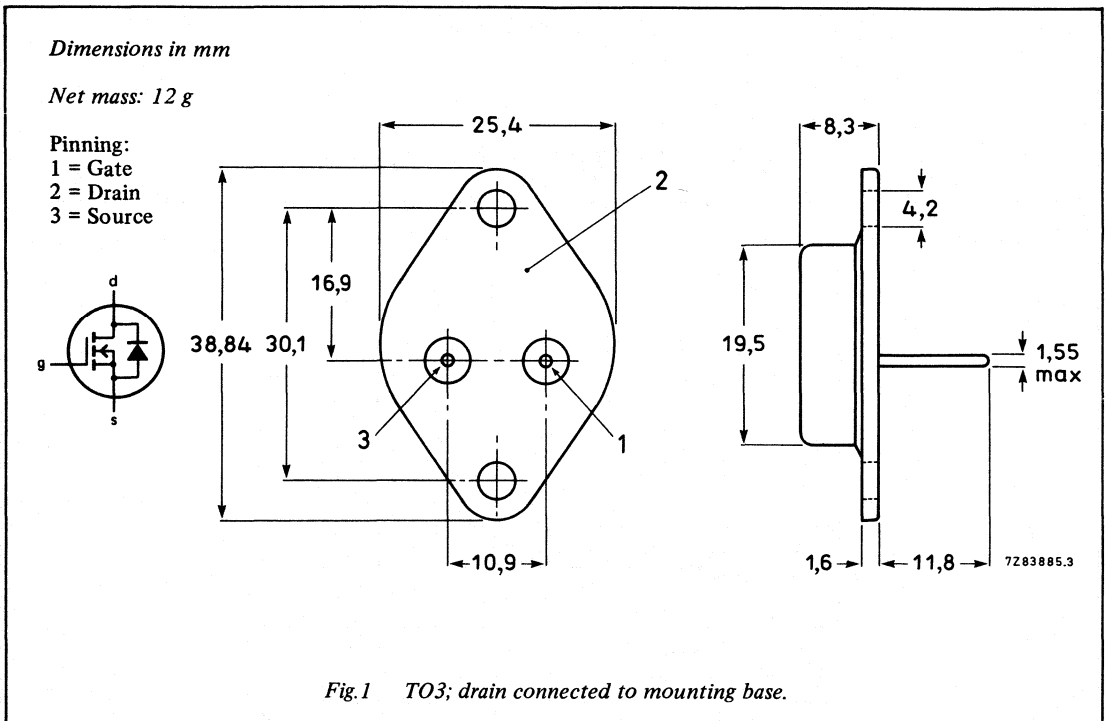 Dimensions in mm
Net mass: 12 g
Pinning:
1 = Gate
2 = Drain
3 = Source
d
g
s
25,4
2
16,9
38,84
30,1
3
1
10,9
8,3
4,2
19,5
1,55
max
1,6
11,8
7Z83885.3
Fig.1 TO3; drain connected to mounting base.